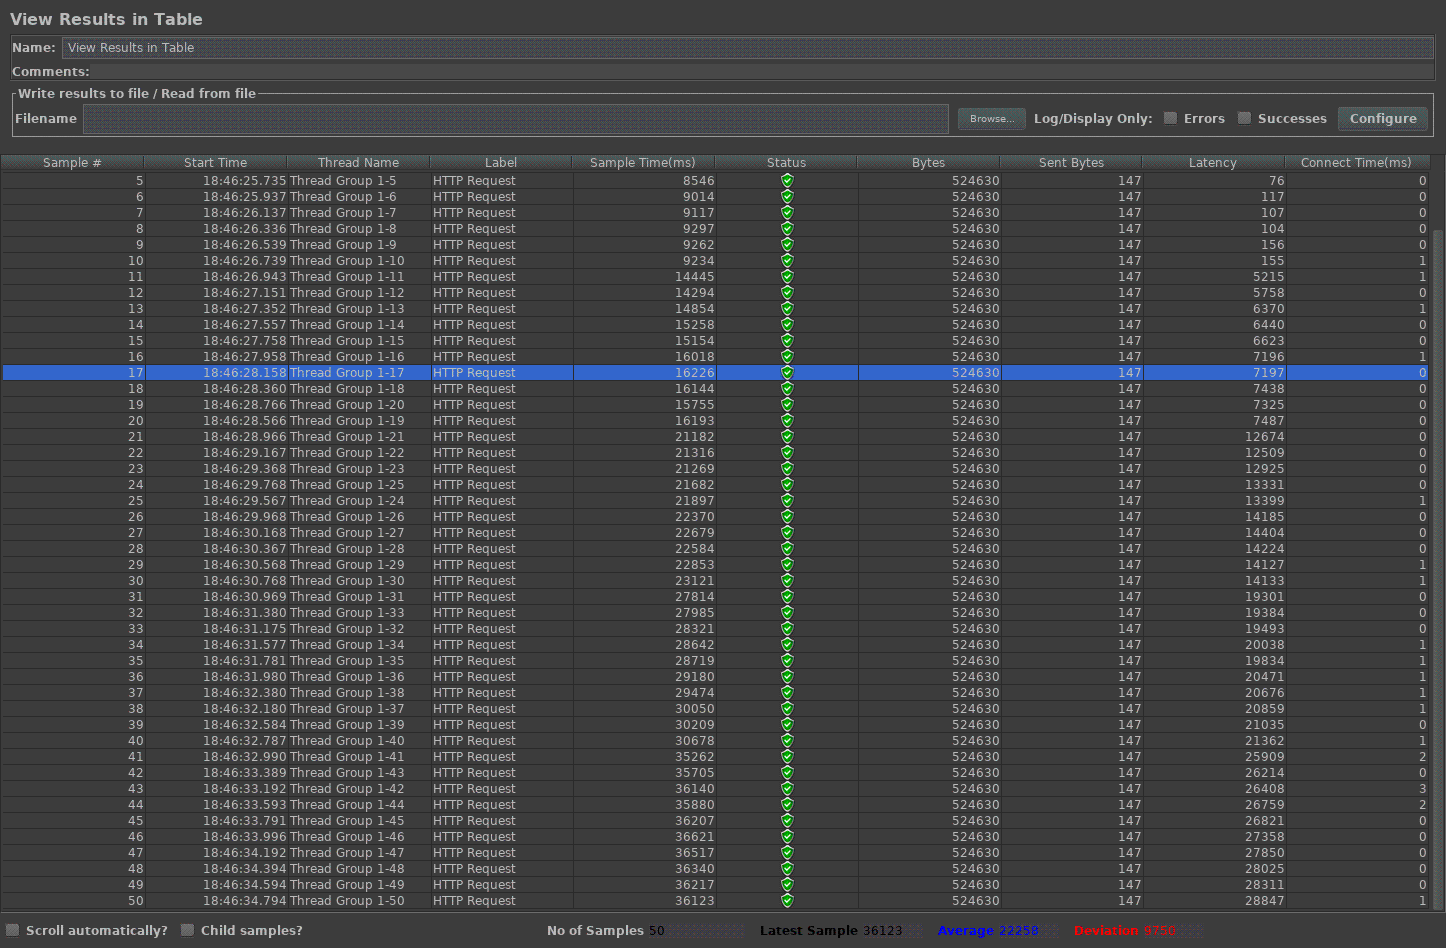 View Results in Table
Name: View Results in Table
Comments:
Write results to file / Read from file
Filename Browse... Log/Display Only: Errors Successes Configure
Sample # Start Time Thread Name Label Sample Time(ms) Status Bytes Sent Bytes Latency Connect Time(ms)
5 18:46:25.735 Thread Group 1-5 HTTP Request 8546 524630 147 76 0
6 18:46:25.937 Thread Group 1-6 HTTP Request 9014 524630 147 117 0
7 18:46:26.137 Thread Group 1-7 HTTP Request 9117 524630 147 107 0
8 18:46:26.336 Thread Group 1-8 HTTP Request 9297 524630 147 104 0
9 18:46:26.539 Thread Group 1-9 HTTP Request 9262 524630 147 156 0
10 18:46:26.739 Thread Group 1-10 HTTP Request 9234 524630 147 155 1
11 18:46:26.943 Thread Group 1-11 HTTP Request 14445 524630 147 5215 1
12 18:46:27.151 Thread Group 1-12 HTTP Request 14294 524630 147 5758 0
13 18:46:27.352 Thread Group 1-13 HTTP Request 14854 524630 147 6370 1
14 18:46:27.557 Thread Group 1-14 HTTP Request 15258 524630 147 6440 0
15 18:46:27.758 Thread Group 1-15 HTTP Request 15154 524630 147 6623 0
16 18:46:27.958 Thread Group 1-16 HTTP Request 16018 524630 147 7196 1
17 18:46:28.158 Thread Group 1-17 HTTP Request 16226 524630 147 7197 0
18 18:46:28.360 Thread Group 1-18 HTTP Request 16144 524630 147 7438 0
19 18:46:28.766 Thread Group 1-20 HTTP Request 15755 524630 147 7325 0
20 18:46:28.566 Thread Group 1-19 HTTP Request 16193 524630 147 7487 0
21 18:46:28.966 Thread Group 1-21 HTTP Request 21182 524630 147 12674 0
22 18:46:29.167 Thread Group 1-22 HTTP Request 21316 524630 147 12509 0
23 18:46:29.368 Thread Group 1-23 HTTP Request 21269 524630 147 12925 0
24 18:46:29.768 Thread Group 1-25 HTTP Request 21682 524630 147 13331 0
25 18:46:29.567 Thread Group 1-24 HTTP Request 21897 524630 147 13399 1
26 18:46:29.968 Thread Group 1-26 HTTP Request 22370 524630 147 14185 0
27 18:46:30.168 Thread Group 1-27 HTTP Request 22679 524630 147 14404 0
28 18:46:30.367 Thread Group 1-28 HTTP Request 22584 524630 147 14224 0
29 18:46:30.568 Thread Group 1-29 HTTP Request 22853 524630 147 14127 1
30 18:46:30.768 Thread Group 1-30 HTTP Request 23121 524630 147 14133 1
31 18:46:30.969 Thread Group 1-31 HTTP Request 27814 524630 147 19301 0
32 18:46:31.380 Thread Group 1-33 HTTP Request 27985 524630 147 19384 0
33 18:46:31.175 Thread Group 1-32 HTTP Request 28321 524630 147 19493 0
34 18:46:31.577 Thread Group 1-34 HTTP Request 28642 524630 147 20038 1
35 18:46:31.781 Thread Group 1-35 HTTP Request 28719 524630 147 19834 1
36 18:46:31.980 Thread Group 1-36 HTTP Request 29180 524630 147 20471 1
37 18:46:32.380 Thread Group 1-38 HTTP Request 29474 524630 147 20676 1
38 18:46:32.180 Thread Group 1-37 HTTP Request 30050 524630 147 20859 1
39 18:46:32.584 Thread Group 1-39 HTTP Request 30209 524630 147 21035 0
40 18:46:32.787 Thread Group 1-40 HTTP Request 30678 524630 147 21362 1
41 18:46:32.990 Thread Group 1-41 HTTP Request 35262 524630 147 25909 2
42 18:46:33.389 Thread Group 1-43 HTTP Request 35705 524630 147 26214 0
43 18:46:33.192 Thread Group 1-42 HTTP Request 36140 524630 147 26408 3
44 18:46:33.593 Thread Group 1-44 HTTP Request 35880 524630 147 26759 2
45 18:46:33.791 Thread Group 1-45 HTTP Request 36207 524630 147 26821 0
46 18:46:33.996 Thread Group 1-46 HTTP Request 36621 524630 147 27358 0
47 18:46:34.192 Thread Group 1-47 HTTP Request 36517 524630 147 27850 0
48 18:46:34.394 Thread Group 1-48 HTTP Request 36340 524630 147 28025 0
49 18:46:34.594 Thread Group 1-49 HTTP Request 36217 524630 147 28311 0
50 18:46:34.794 Thread Group 1-50 HTTP Request 36123 524630 147 28847 1
Scroll automatically? Child samples? No of Samples 50 Latest Sample 36123 Average 22258 Deviation